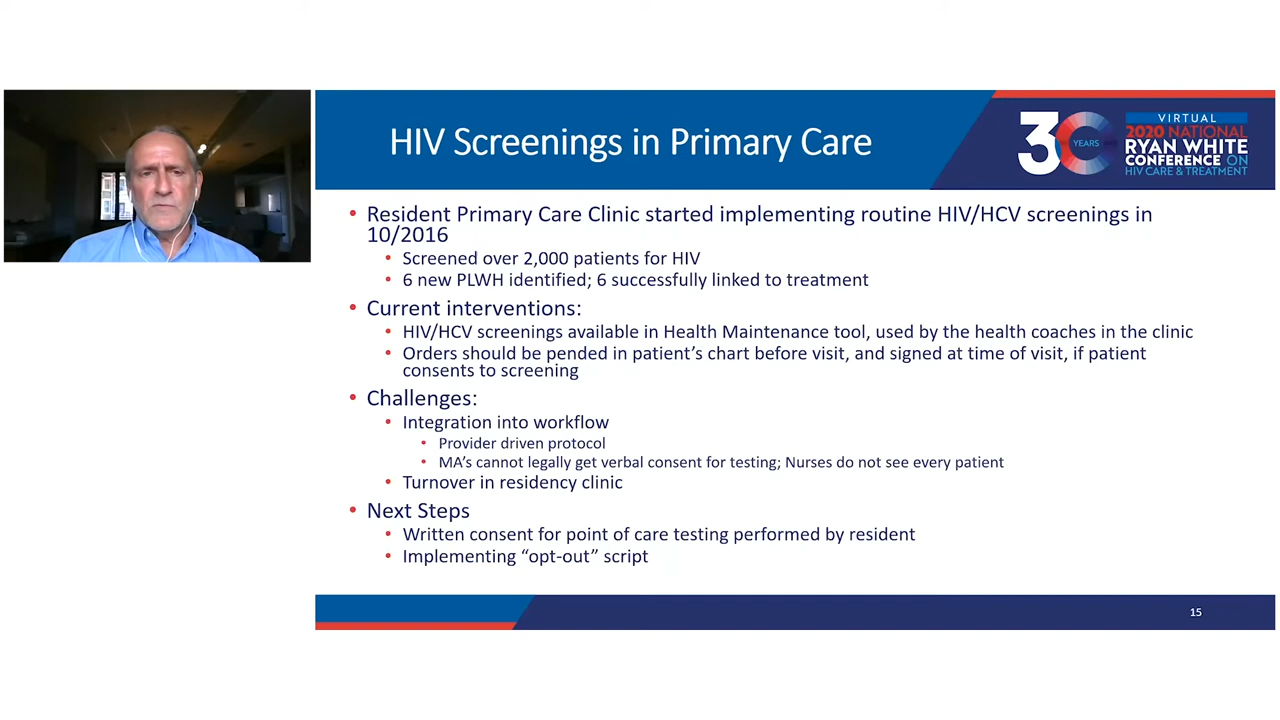 HIV Screenings in Primary Care
30 YEARS
VIRTUAL
2020 NATIONAL
RYAN WHITE
CONFERENCE ON
HIV CARE & TREATMENT
• Resident Primary Care Clinic started implementing routine HIV/HCV screenings in
10/2016
• Screened over 2,000 patients for HIV
• 6 new PLWH identified; 6 successfully linked to treatment
• Current interventions:
• HIV/HCV screenings available in Health Maintenance tool, used by the health coaches in the clinic
• Orders should be pended in patient’s chart before visit, and signed at time of visit, if patient
consents to screening
• Challenges:
• Integration into workflow
• Provider driven protocol
• MA’s cannot legally get verbal consent for testing; Nurses do not see every patient
• Turnover in residency clinic
• Next Steps
• Written consent for point of care testing performed by resident
• Implementing “opt-out” script
15